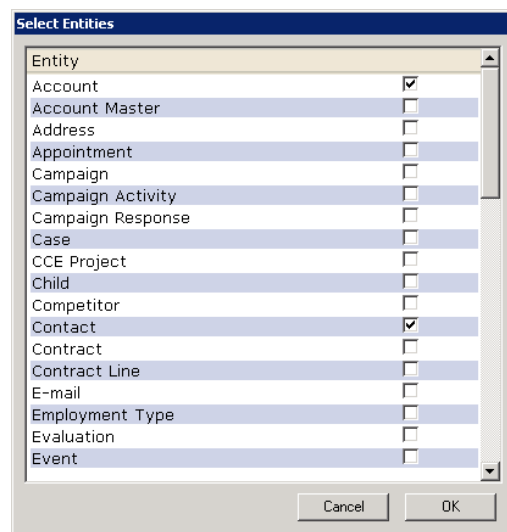 Select Entities
Entity
Account
Account Master
Address
Appointment
Campaign
Campaign Activity
Campaign Response
Case
CCE Project
Child
Competitor
Contact
Contract
Contract Line
E-mail
Employment Type
Evaluation
Event
Cancel OK